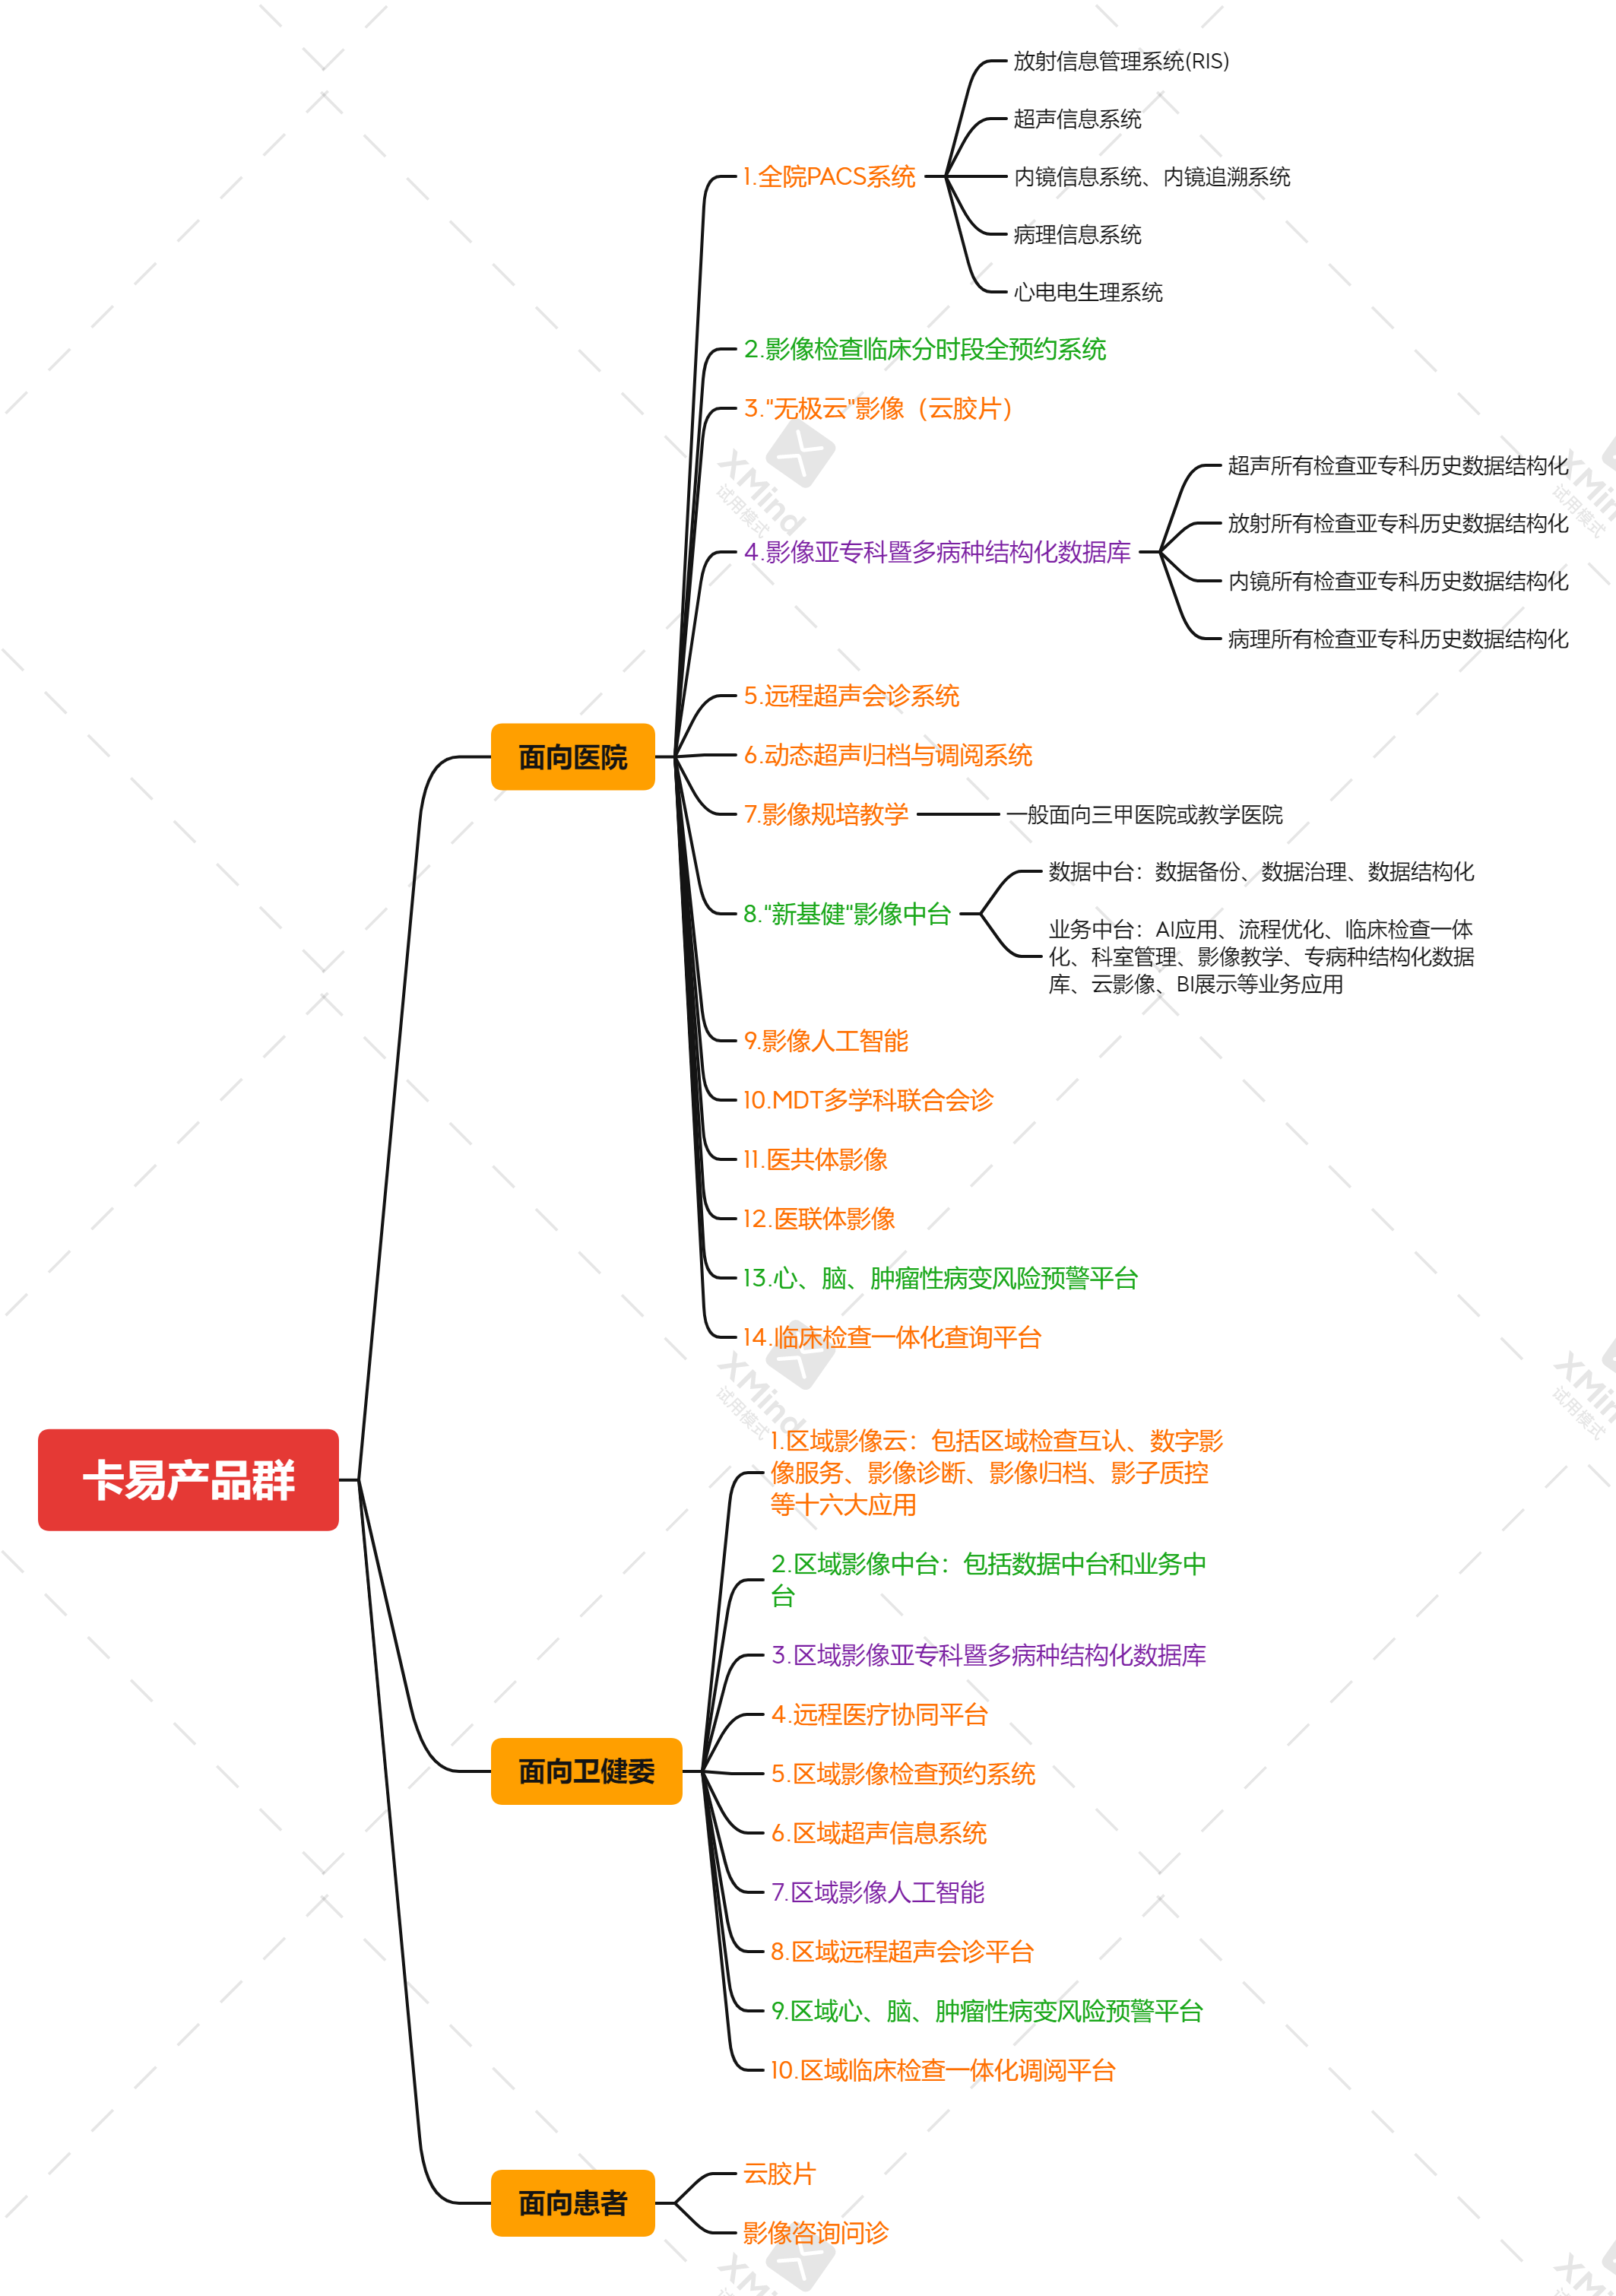 卡易产品群
面向医院
1.全院PACS系统
放射信息管理系统(RIS)
超声信息系统
内镜信息系统、内镜追溯系统
病理信息系统
心电电生理系统
2.影像检查临床分时段全预约系统
3."无极云"影像（云胶片）
4.影像亚专科暨多病种结构化数据库
超声所有检查亚专科历史数据结构化
放射所有检查亚专科历史数据结构化
内镜所有检查亚专科历史数据结构化
病理所有检查亚专科历史数据结构化
5.远程超声会诊系统
6.动态超声归档与调阅系统
7.影像规培教学
一般面向三甲医院或教学医院
8."新基健"影像中台
数据中台：数据备份、数据治理、数据结构化
业务中台：AI应用、流程优化、临床检查一体
化、科室管理、影像教学、专病种结构化数据
库、云影像、BI展示等业务应用
9.影像人工智能
10.MDT多学科联合会诊
11.医共体影像
12.医联体影像
13.心、脑、肿瘤性病变风险预警平台
14.临床检查一体化查询平台
面向卫健委
1.区域影像云：包括区域检查互认、数字影
像服务、影像诊断、影像归档、影子质控
等十六大应用
2.区域影像中台：包括数据中台和业务中
台
3.区域影像亚专科暨多病种结构化数据库
4.远程医疗协同平台
5.区域影像检查预约系统
6.区域超声信息系统
7.区域影像人工智能
8.区域远程超声会诊平台
9.区域心、脑、肿瘤性病变风险预警平台
10.区域临床检查一体化调阅平台
面向患者
云胶片
影像咨询问诊
XMind
试用模式
XMind
试用模式